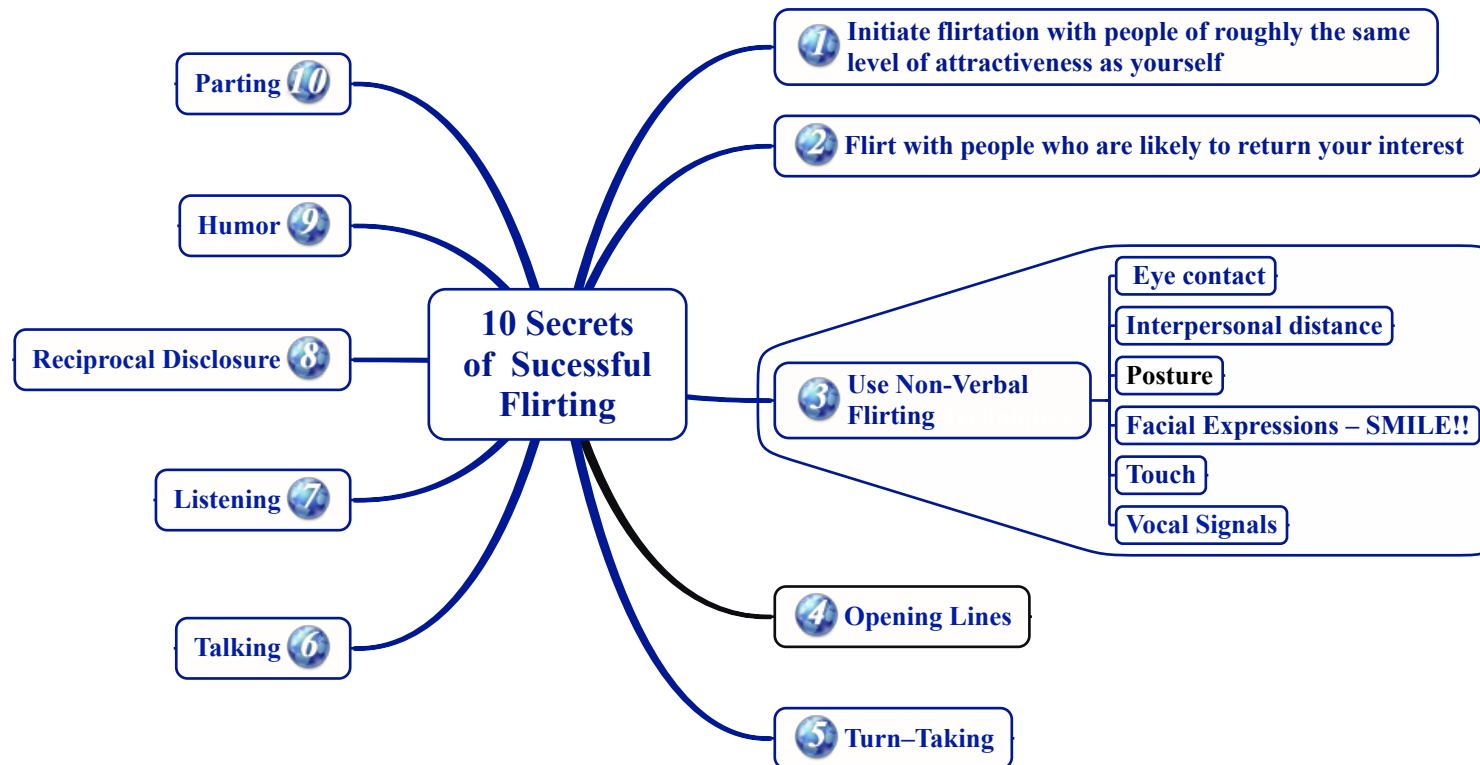 10 Secrets
of Sucessful
Flirting
1 Initiate flirtation with people of roughly the same
level of attractiveness as yourself
2 Flirt with people who are likely to return your interest
3 Use Non-Verbal
Flirting
Eye contact
Interpersonal distance
Posture
Facial Expressions – SMILE!!
Touch
Vocal Signals
4 Opening Lines
5 Turn–Taking
Talking 6
Listening 7
Reciprocal Disclosure 8
Humor 9
Parting 10